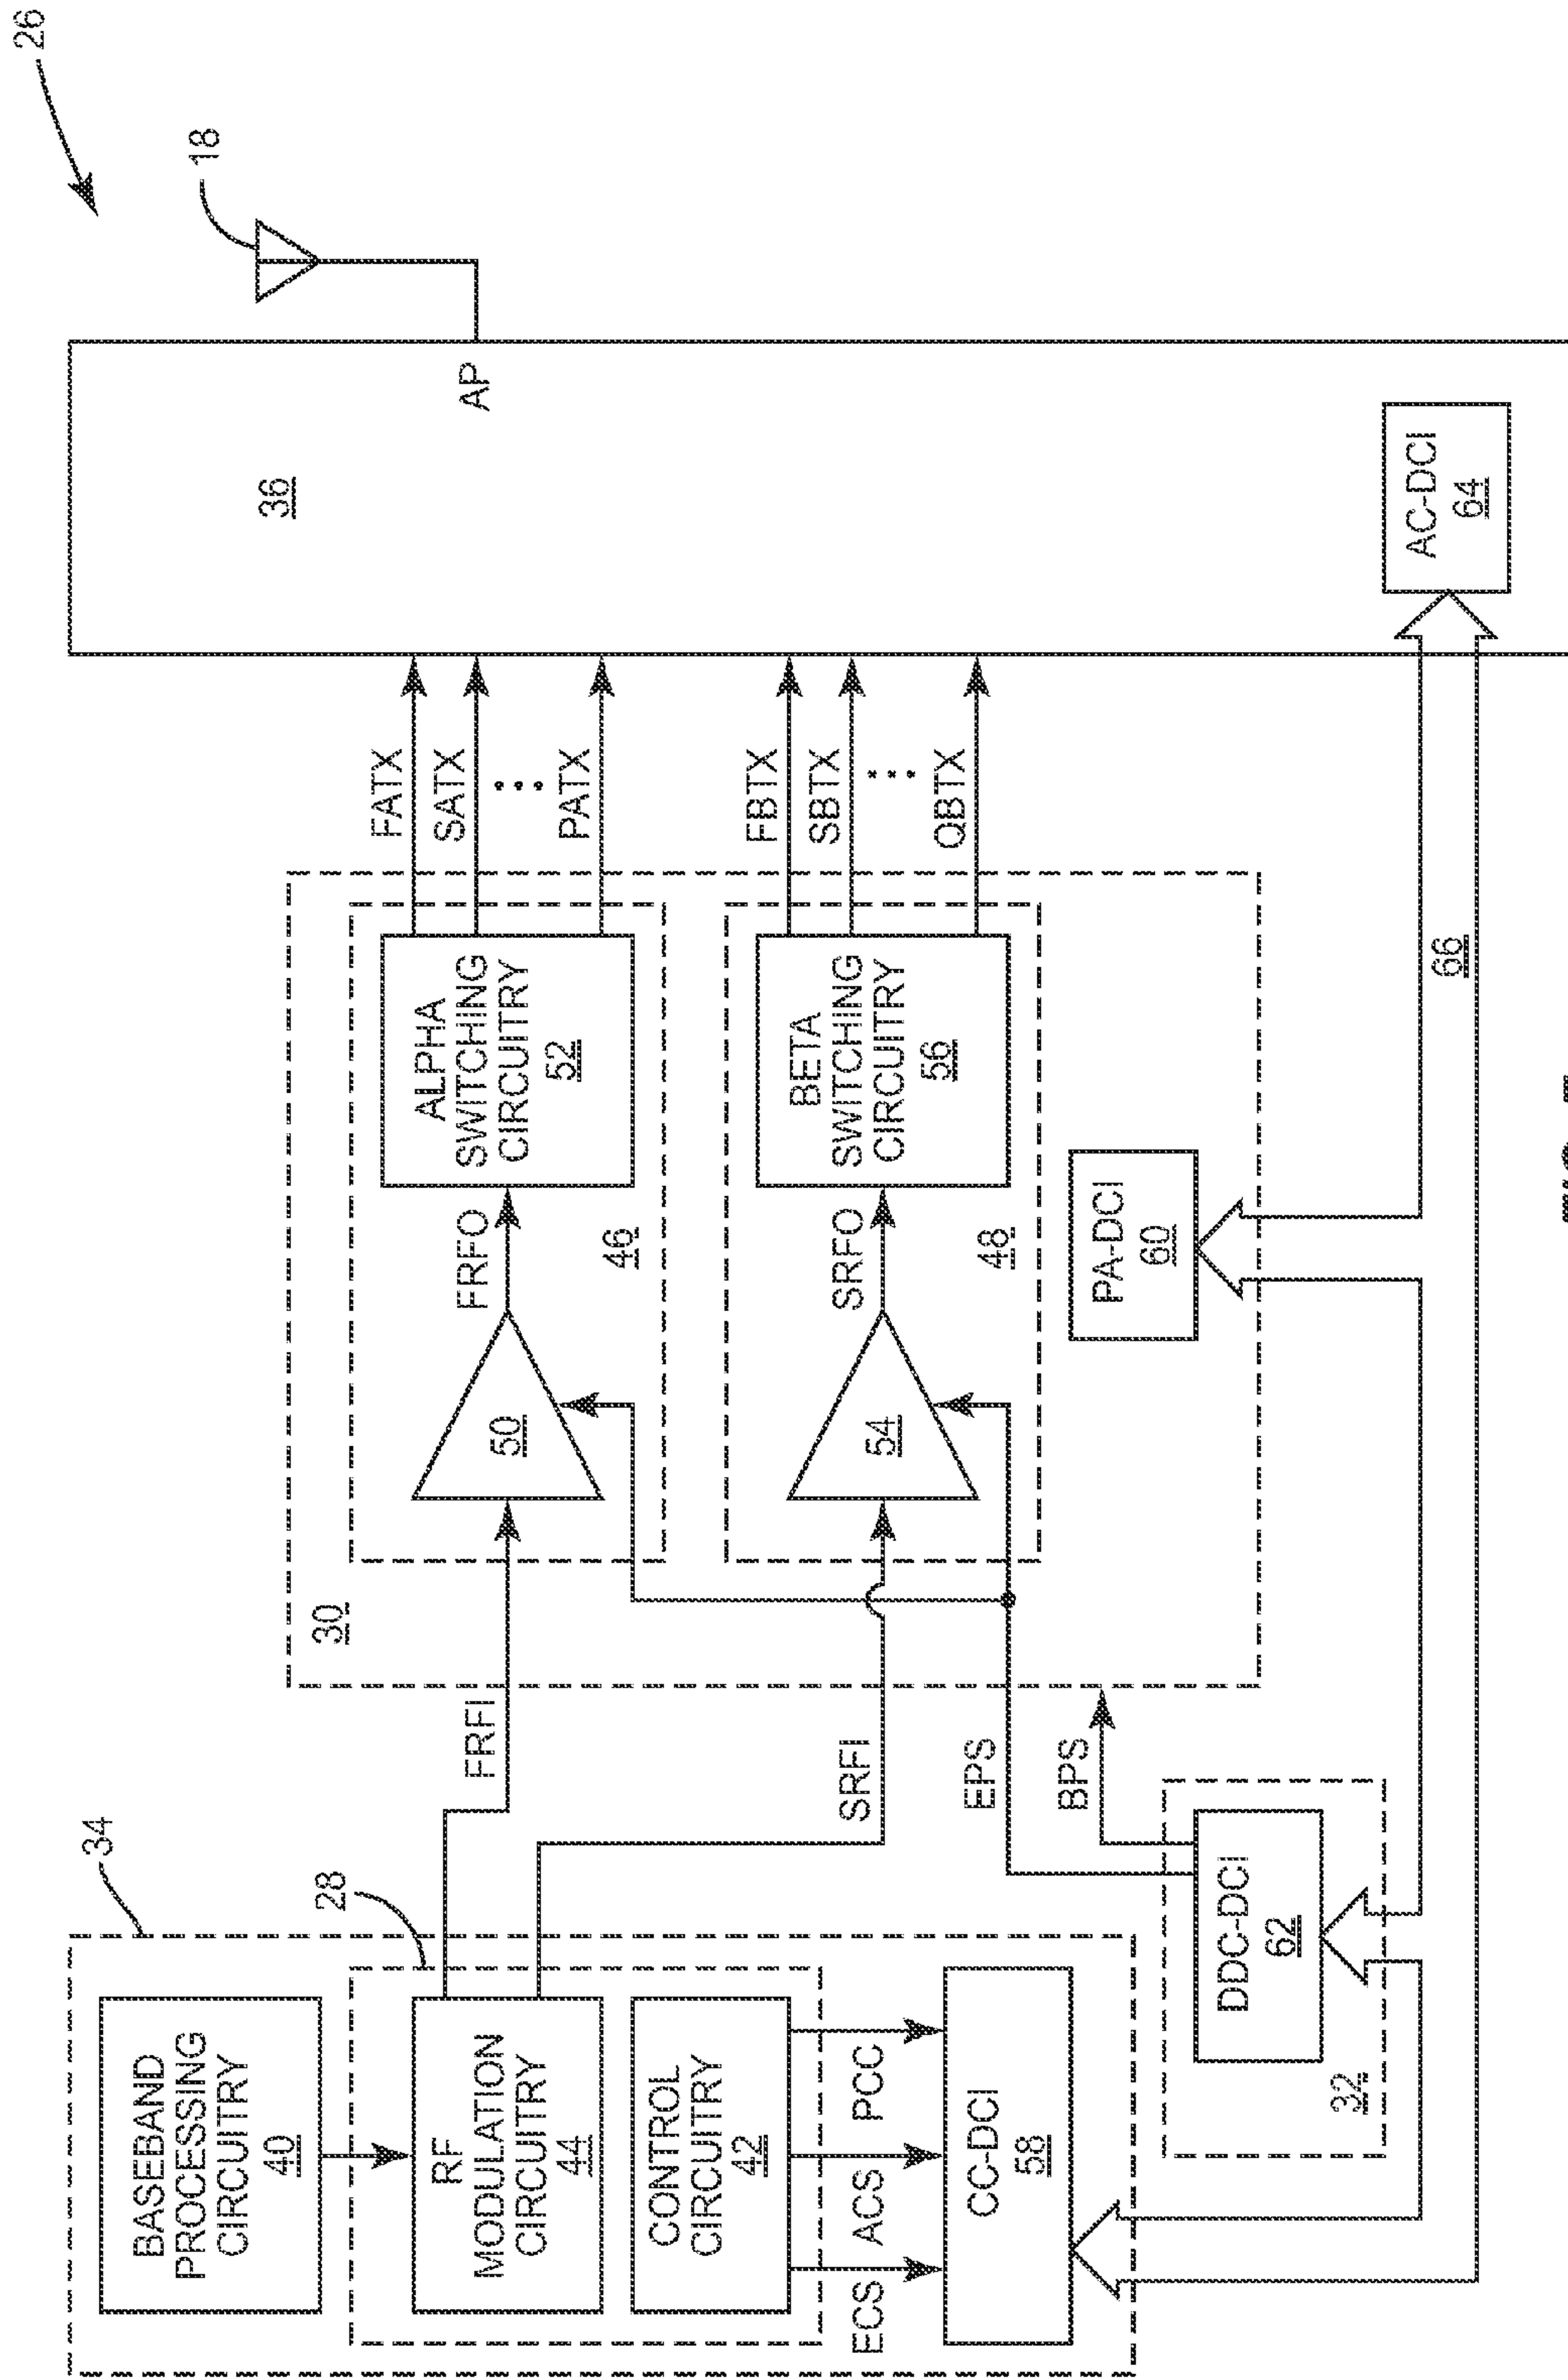 26
34
18
BASEBAND
PROCESSING
CIRCUITRY
40
28
RF
MODULATION
CIRCUITRY
44
CONTROL
CIRCUITRY
42
ECS
ACS
PCC
CC-DCI
58
FRFI
SRFI
EPS
BPS
DDC-DCI
62
32
30
50
FRFO
ALPHA
SWITCHING
CIRCUITRY
52
46
54
SRFO
BETA
SWITCHING
CIRCUITRY
56
48
PA-DCI
60
FATX
SATX
PATX
FBTX
SBTX
QBTX
36
AP
AC-DCI
64
66